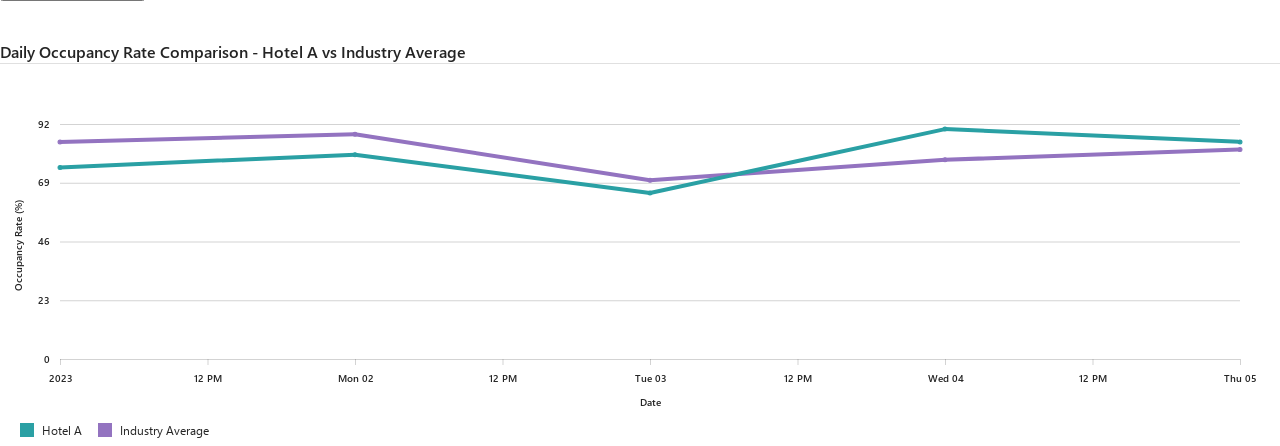 Daily Occupancy Rate Comparison - Hotel A vs Industry Average
92
69
46
23
0
Occupancy Rate (%)
2023 12 PM Mon 02 12 PM Tue 03 12 PM Wed 04 12 PM Thu 05
Date
Hotel A Industry Average